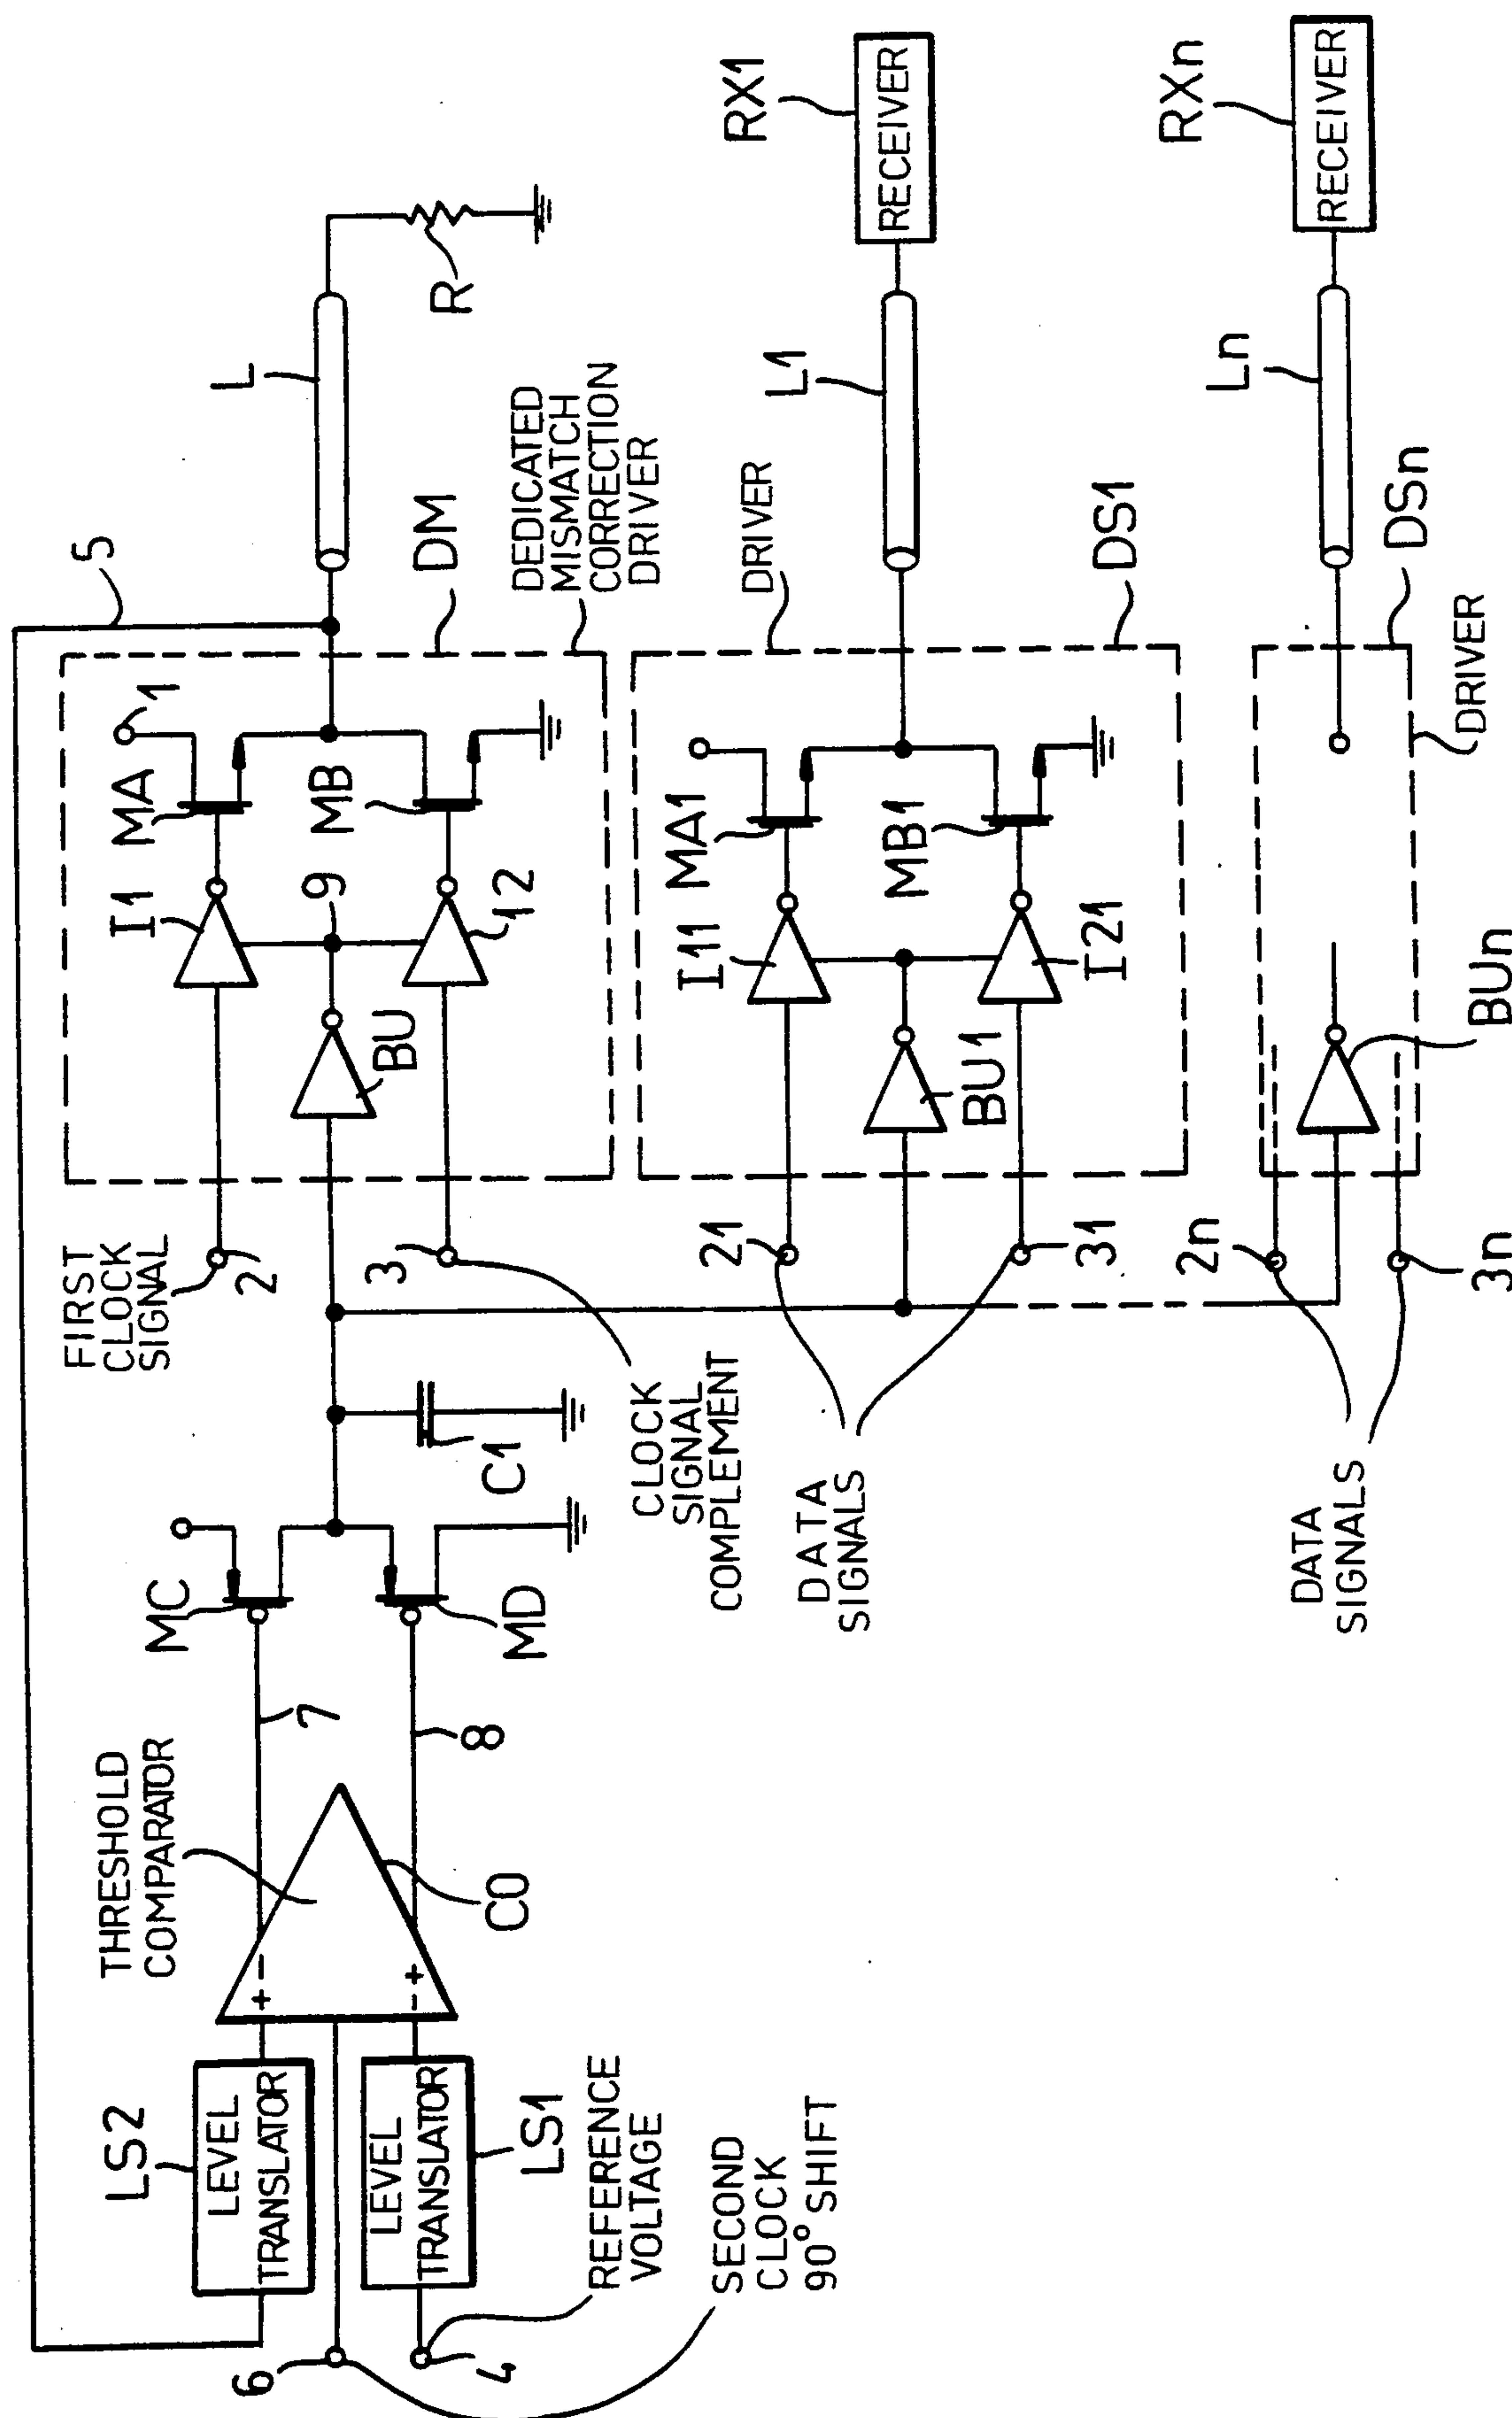 5
L
R
DM
DEDICATED
MISMATCH
CORRECTION
DRIVER
MA
1
MB
I1
9
12
BU
FIRST
CLOCK
SIGNAL
2
3
CLOCK
SIGNAL
COMPLEMENT
MC
MD
C1
7
8
THRESHOLD
COMPARATOR
C0
+ -
- +
LS2
LEVEL
TRANSLATOR
LEVEL
TRANSLATOR
LS1
6
4
REFERENCE
VOLTAGE
SECOND
CLOCK
90° SHIFT
DRIVER
DS1
MA1
MB1
I11
I21
BU1
21
31
DATA
SIGNALS
L1
RX1
RECEIVER
2n
3n
DATA
SIGNALS
BUn
DSn
DRIVER
Ln
RXn
RECEIVER